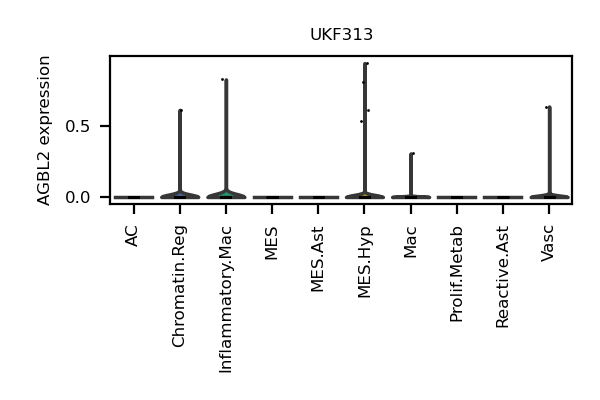 UKF313
AGBL2 expression
0.5
0.0
AC
Chromatin.Reg
Inflammatory.Mac
MES
MES.Ast
MES.Hyp
Mac
Prolif.Metab
Reactive.Ast
Vasc